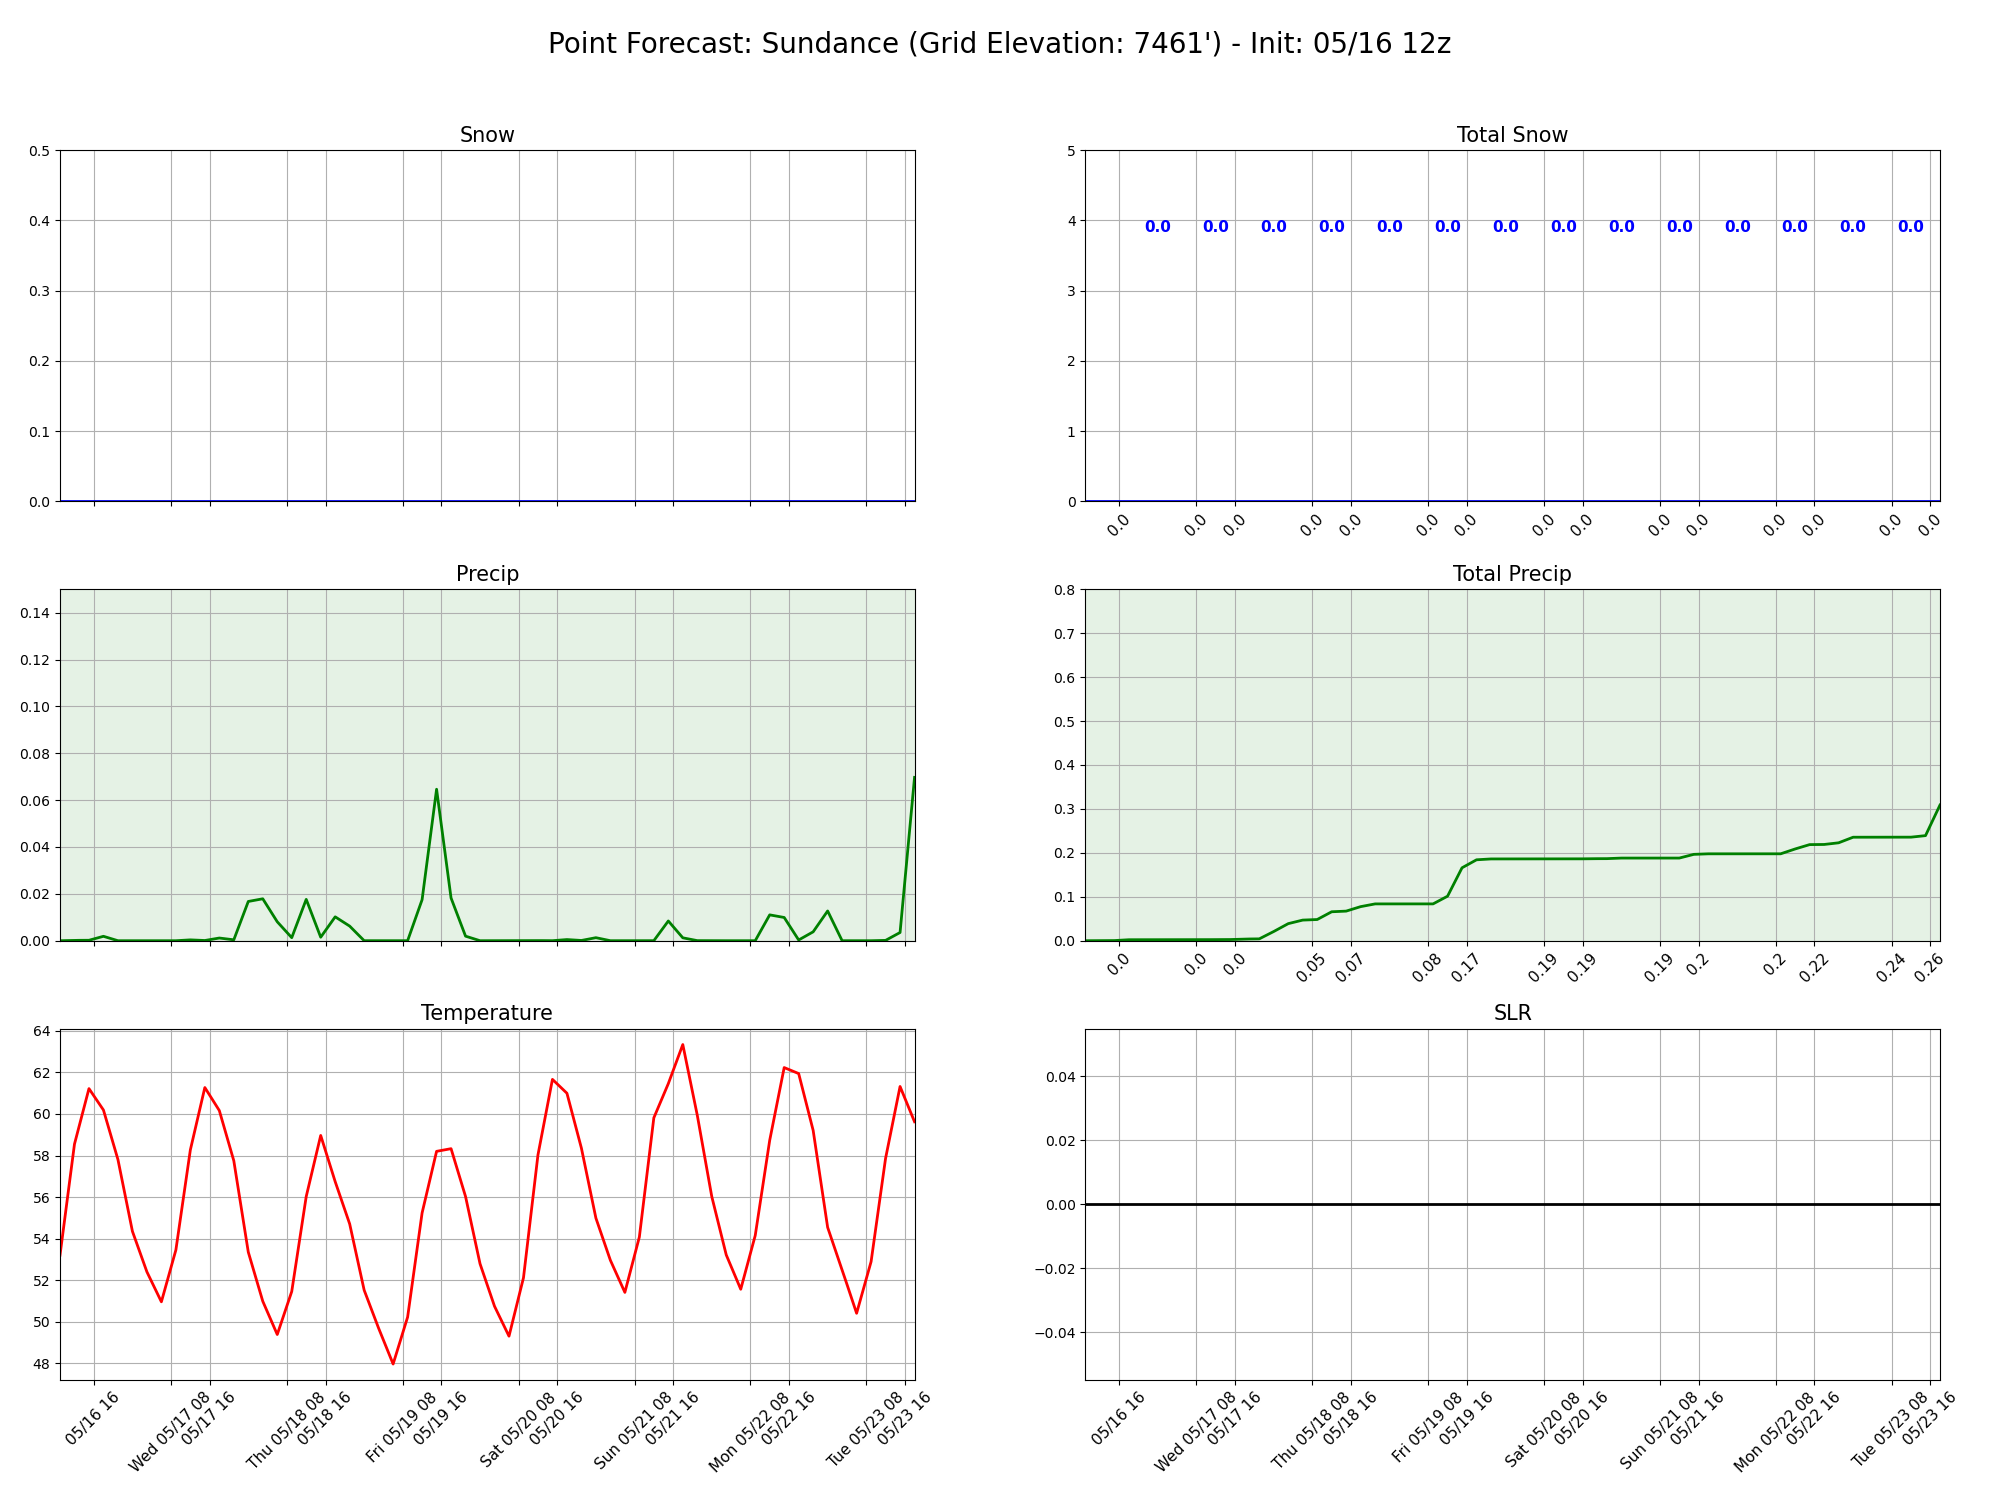 Point Forecast: Sundance (Grid Elevation: 7461') - Init: 05/16 12z
Snow
0.5
0.4
0.3
0.2
0.1
0.0
Total Snow
5
4
3
2
1
0
0.0 0.0 0.0 0.0 0.0 0.0 0.0 0.0 0.0 0.0 0.0 0.0 0.0 0.0
0.0 0.0 0.0 0.0 0.0 0.0 0.0 0.0 0.0 0.0 0.0 0.0 0.0 0.0 0.0
Precip
0.14
0.12
0.10
0.08
0.06
0.04
0.02
0.00
Total Precip
0.8
0.7
0.6
0.5
0.4
0.3
0.2
0.1
0.0
0.0 0.0 0.0 0.05 0.07 0.08 0.17 0.19 0.19 0.19 0.2 0.2 0.22 0.24 0.26
Temperature
64
62
60
58
56
54
52
50
48
05/16 16
Wed 05/17 08
05/17 16
Thu 05/18 08
05/18 16
Fri 05/19 08
05/19 16
Sat 05/20 08
05/20 16
Sun 05/21 08
05/21 16
Mon 05/22 08
05/22 16
Tue 05/23 08
05/23 16
SLR
0.04
0.02
0.00
−0.02
−0.04
05/16 16
Wed 05/17 08
05/17 16
Thu 05/18 08
05/18 16
Fri 05/19 08
05/19 16
Sat 05/20 08
05/20 16
Sun 05/21 08
05/21 16
Mon 05/22 08
05/22 16
Tue 05/23 08
05/23 16